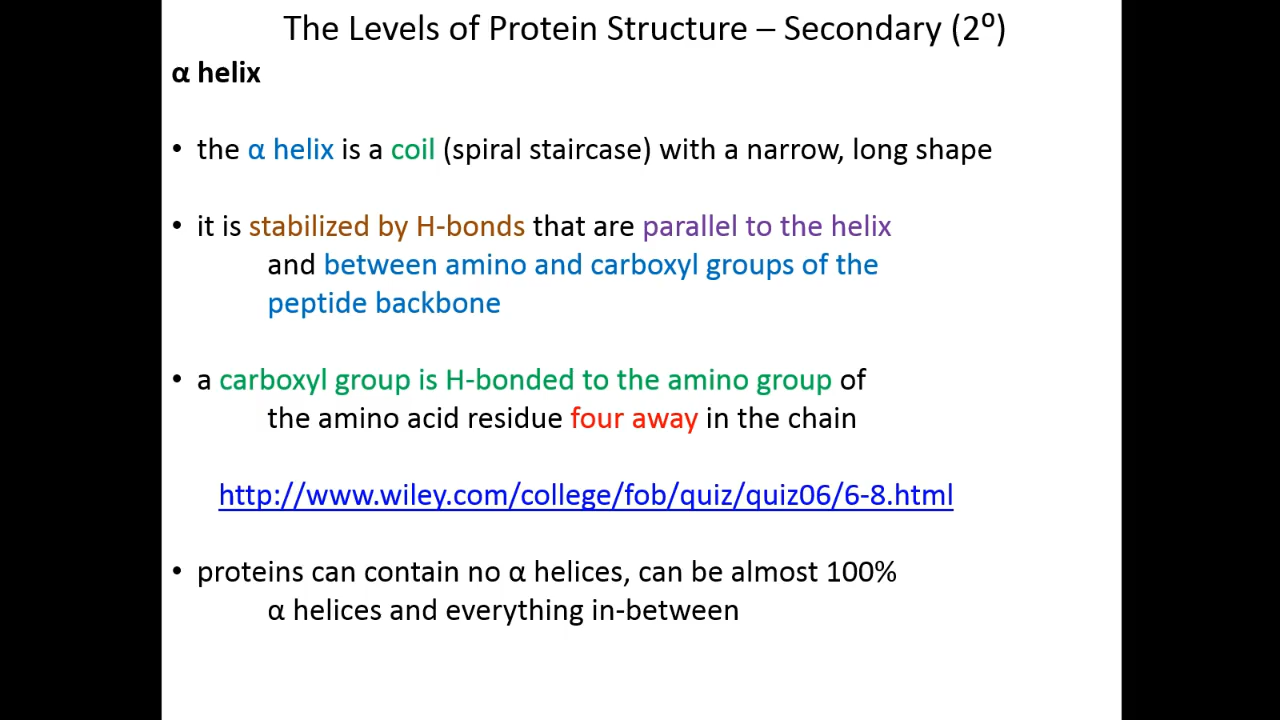 The Levels of Protein Structure – Secondary (2⁰)
α helix
• the α helix is a coil (spiral staircase) with a narrow, long shape
• it is stabilized by H-bonds that are parallel to the helix
and between amino and carboxyl groups of the
peptide backbone
• a carboxyl group is H-bonded to the amino group of
the amino acid residue four away in the chain
http://www.wiley.com/college/fob/quiz/quiz06/6-8.html
• proteins can contain no α helices, can be almost 100%
α helices and everything in-between